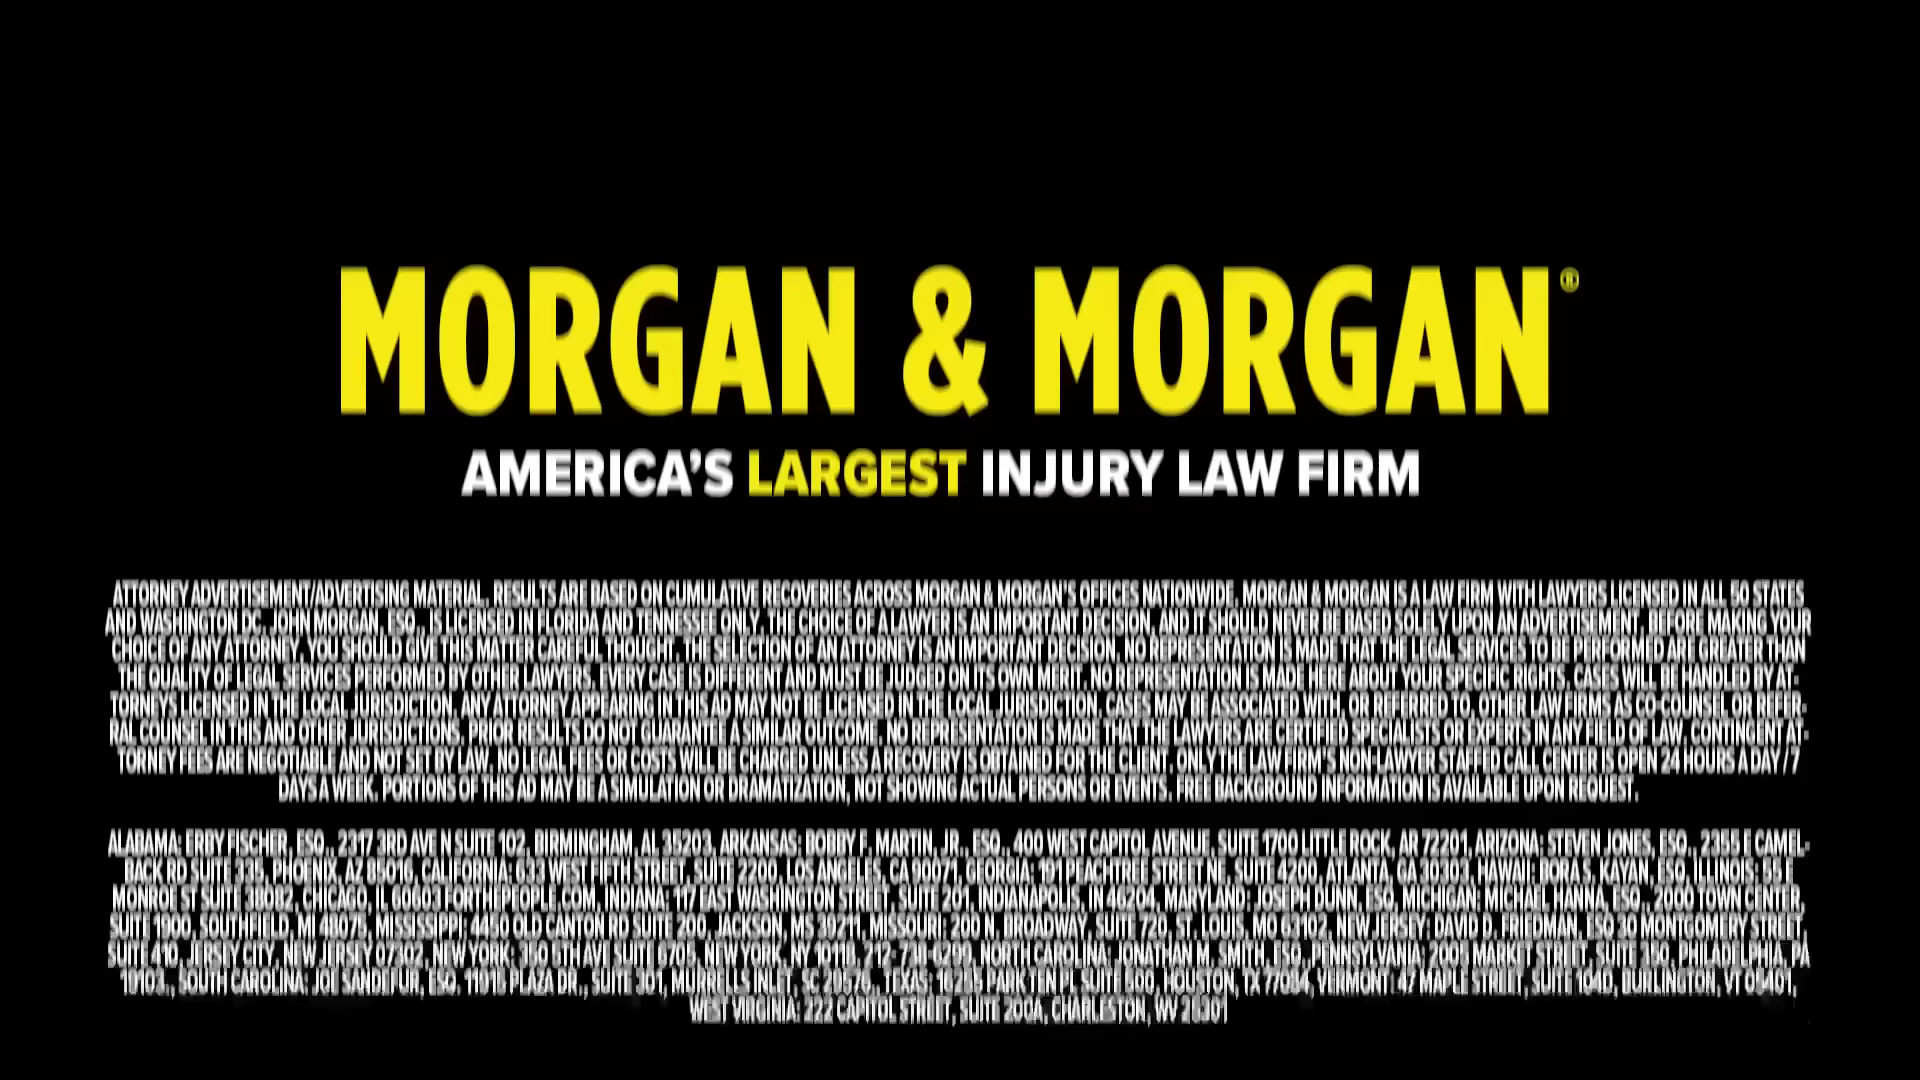 MORGAN & MORGAN®
AMERICA'S LARGEST INJURY LAW FIRM
ATTORNEY ADVERTISEMENT/ADVERTISING MATERIAL. RESULTS ARE BASED ON CUMULATIVE RECOVERIES ACROSS MORGAN & MORGAN'S OFFICES NATIONWIDE. MORGAN & MORGAN IS A LAW FIRM WITH LAWYERS LICENSED IN ALL 50 STATES
AND WASHINGTON DC. JOHN MORGAN, ESQ., IS LICENSED IN FLORIDA AND TENNESSEE ONLY. THE CHOICE OF A LAWYER IS AN IMPORTANT DECISION, AND IT SHOULD NEVER BE BASED SOLELY UPON AN ADVERTISEMENT. BEFORE MAKING YOUR
CHOICE OF ANY ATTORNEY, YOU SHOULD GIVE THIS MATTER CAREFUL THOUGHT. THE SELECTION OF AN ATTORNEY IS AN IMPORTANT DECISION. NO REPRESENTATION IS MADE THAT THE LEGAL SERVICES TO BE PERFORMED ARE GREATER THAN
THE QUALITY OF LEGAL SERVICES PERFORMED BY OTHER LAWYERS. EVERY CASE IS DIFFERENT AND MUST BE JUDGED ON ITS OWN MERIT. NO REPRESENTATION IS MADE HERE ABOUT YOUR SPECIFIC RIGHTS. CASES WILL BE HANDLED BY AT-
TORNEYS LICENSED IN THE LOCAL JURISDICTION. ANY ATTORNEY APPEARING IN THIS AD MAY NOT BE LICENSED IN THE LOCAL JURISDICTION. CASES MAY BE ASSOCIATED WITH, OR REFERRED TO, OTHER LAW FIRMS AS CO-COUNSEL OR REFER-
RAL COUNSEL IN THIS AND OTHER JURISDICTIONS. PRIOR RESULTS DO NOT GUARANTEE A SIMILAR OUTCOME. NO REPRESENTATION IS MADE THAT THE LAWYERS ARE CERTIFIED SPECIALISTS OR EXPERTS IN ANY FIELD OF LAW. CONTINGENT AT-
TORNEY FEES ARE NEGOTIABLE AND NOT SET BY LAW. NO LEGAL FEES OR COSTS WILL BE CHARGED UNLESS A RECOVERY IS OBTAINED FOR THE CLIENT. ONLY THE LAW FIRM'S NON-LAWYER STAFFED CALL CENTER IS OPEN 24 HOURS A DAY / 7
DAYS A WEEK. PORTIONS OF THIS AD MAY BE A SIMULATION OR DRAMATIZATION, NOT SHOWING ACTUAL PERSONS OR EVENTS. FREE BACKGROUND INFORMATION IS AVAILABLE UPON REQUEST.
ALABAMA: ERBY FISCHER, ESQ., 2317 3RD AVE N SUITE 102, BIRMINGHAM, AL 35203, ARKANSAS: BOBBY F. MARTIN, JR., ESQ., 400 WEST CAPITOL AVENUE, SUITE 1700 LITTLE ROCK, AR 72201, ARIZONA: STEVEN JONES, ESQ., 2355 E CAMEL-
BACK RD SUITE 335, PHOENIX, AZ 85016, CALIFORNIA: 633 WEST FIFTH STREET, SUITE 2200, LOS ANGELES, CA 90071, GEORGIA: 191 PEACHTREE STREET NE, SUITE 4200, ATLANTA, GA 30303, HAWAII: BORA S. KAYAN, ESQ, ILLINOIS: 55 E
MONROE ST SUITE CHICAGO, IL 60603 FORTHEPEOPLE.COM, INDIANA: 117 EAST WASHINGTON STREET, SUITE 201, INDIANAPOLIS, IN 46204, MARYLAND: JOSEPH DUNN, ESQ, MICHIGAN: MICHAEL HANNA, ESQ., 2000 TOWN CENTER,
SUITE 1900, SOUTHFIELD, MI 48075, MISSISSIPPI: 4450 OLD CANTON RD SUITE 200, JACKSON, MS 39211, MISSOURI: 200 N. BROADWAY, SUITE 720, ST. LOUIS, MO 63102, NEW JERSEY: DAVID D. FRIEDMAN, ESQ 30 MONTGOMERY STREET,
SUITE 410, JERSEY CITY, NEW JERSEY 07302, NEW YORK: 350 5TH AVE SUITE 6705, NEW YORK, NY 10118, NORTH CAROLINA: JONATHAN M. SMITH, ESQ, PENNSYLVANIA: 2005 MARKET STREET, SUITE 350, PHILADELPHIA, PA
19103, SOUTH CAROLINA: JOE SANDEFUR, ESQ. PLAZA DR., SUITE 301, MURRELLS INLET, SC 29576, TEXAS: PARK TEN PL SUITE 500, HOUSTON, TX 77084, VERMONT 47 MAPLE STREET, SUITE 104D, BURLINGTON, VT 05401,
WEST VIRGINIA: 222 CAPITOL STREET, SUITE 200A, CHARLESTON, WV 25301